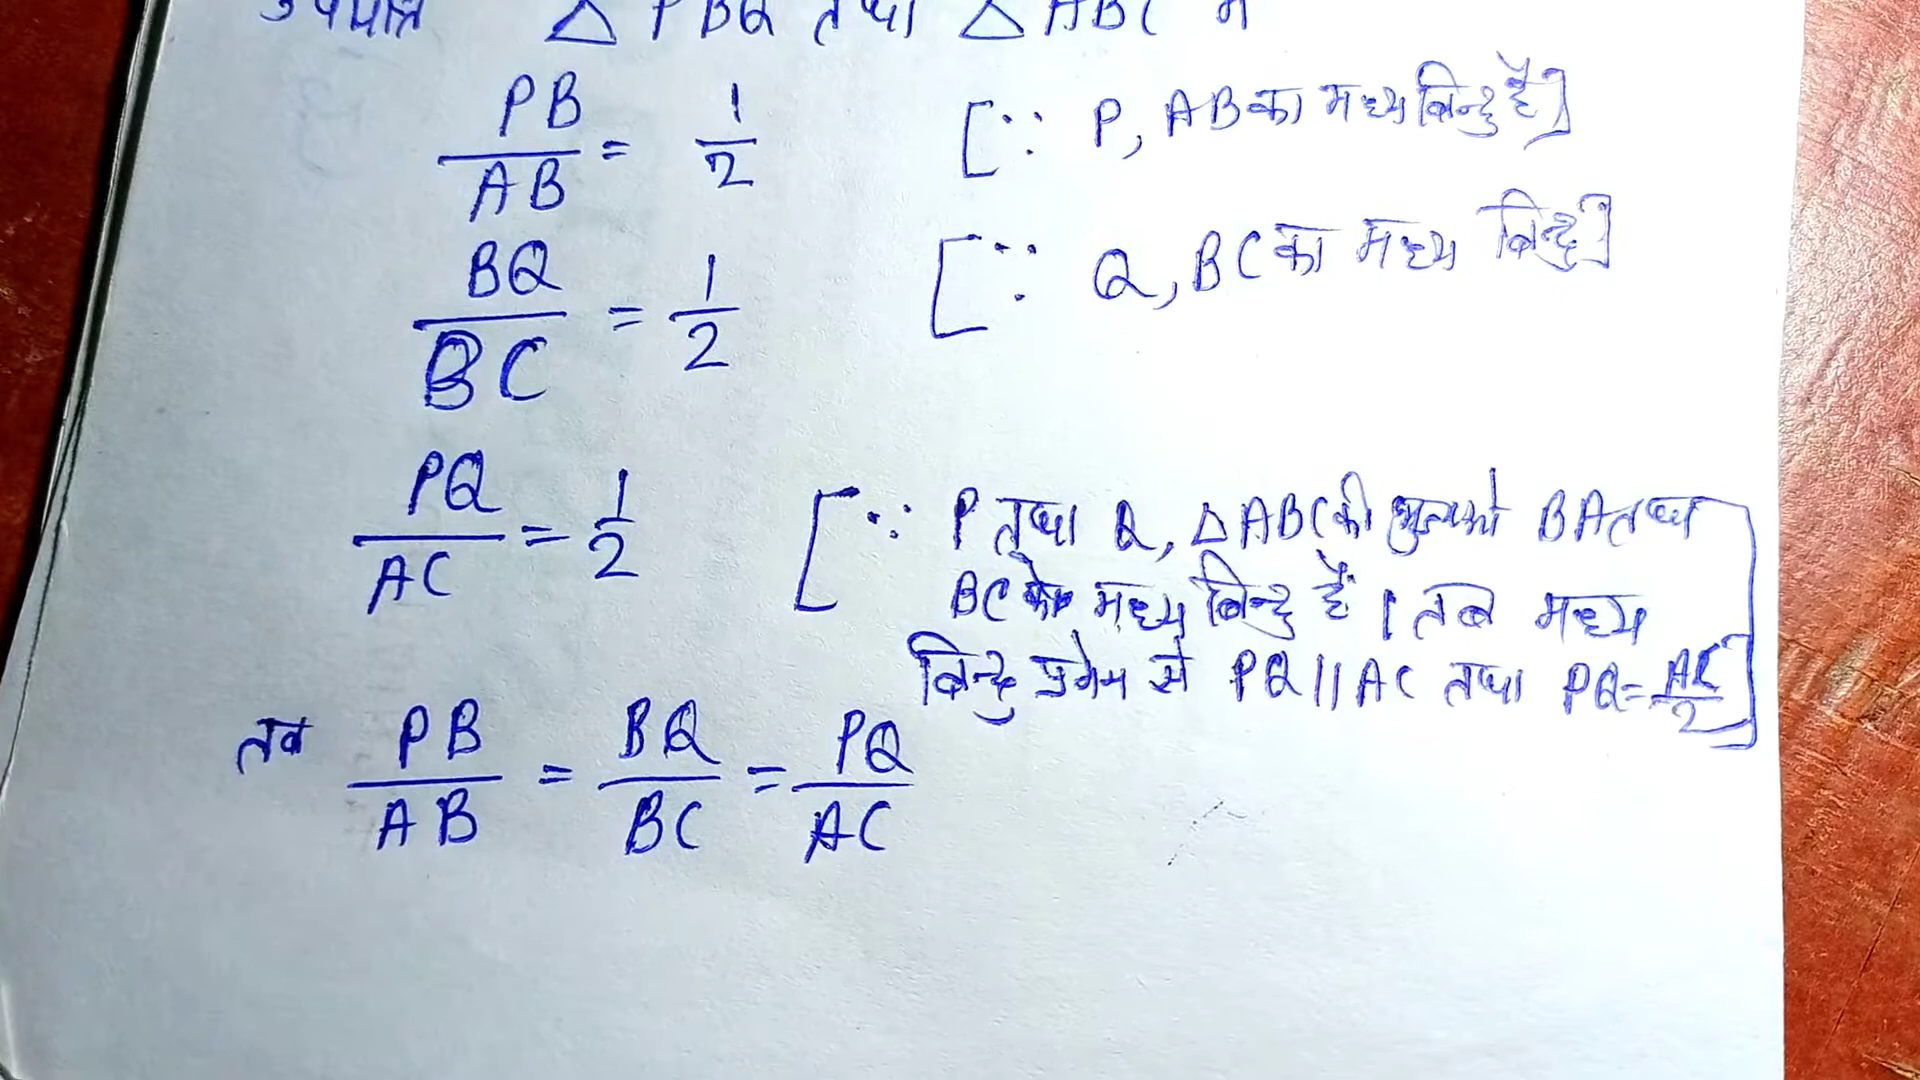 उपपत्ति △PBQ तथा △ABC में
PB/AB = 1/2 [∵ P, AB का मध्य बिन्दु है]
BQ/BC = 1/2 [∵ Q, BC का मध्य बिन्दु]
PQ/AC = 1/2 [∵ P तथा Q, △ABC की BA तथा
BC के मध्य बिन्दु हैं। तब मध्य
बिन्दु प्रमेय से PQ||AC तथा PQ=AC/2]
तब PB/AB = BQ/BC = PQ/AC